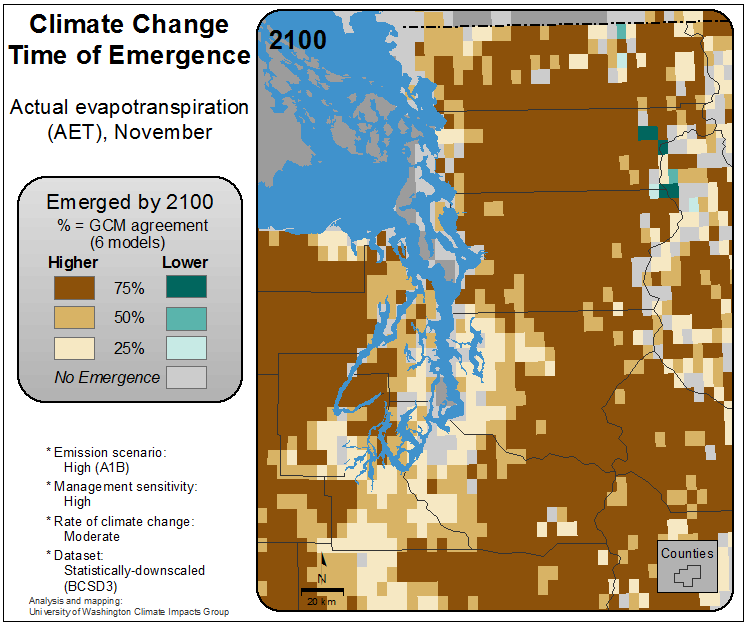 Climate Change
Time of Emergence
Actual evapotranspiration
(AET), November
Emerged by 2100
% = GCM agreement
(6 models)
Higher Lower
75%
50%
25%
No Emergence
* Emission scenario:
High (A1B)
* Management sensitivity:
High
* Rate of climate change:
Moderate
* Dataset:
Statistically-downscaled
(BCSD3)
Analysis and mapping:
University of Washington Climate Impacts Group
2100
N
20 km
Counties